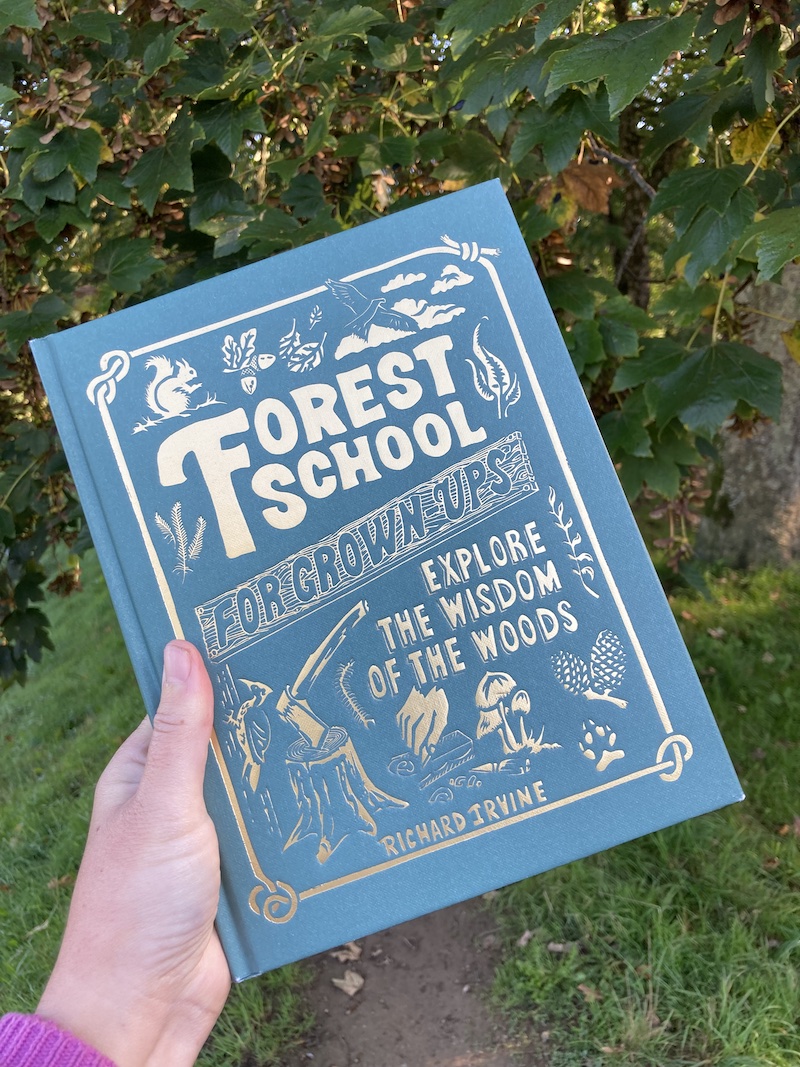 FOREST
SCHOOL
FOR GROWN-UPS
EXPLORE
THE WISDOM
OF THE WOODS
RICHARD IRVINE